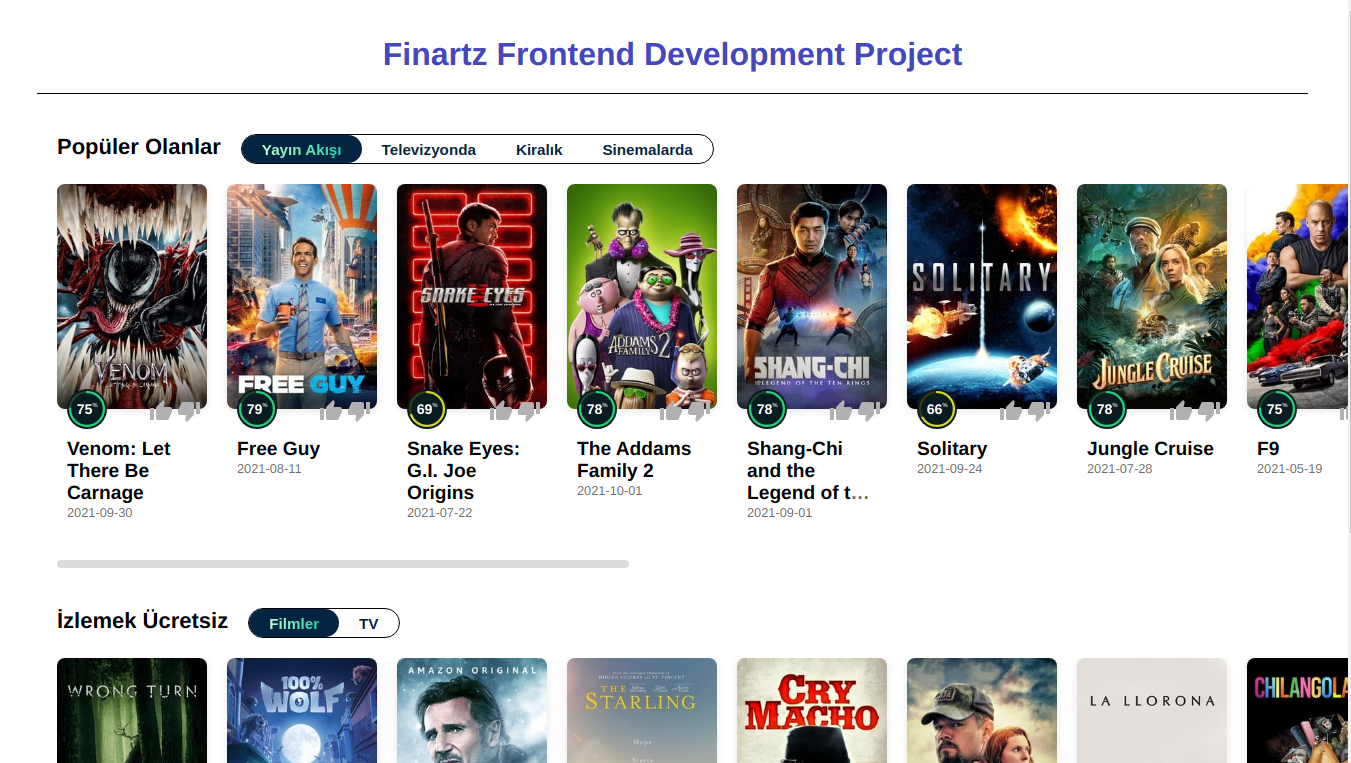 Finartz Frontend Development Project
Popüler Olanlar
Yayın Akışı Televizyonda Kiralık Sinemalarda
VENOM
FREE GUY
SNAKE EYES
THE ADDAMS FAMILY 2
SHANG-CHI
AND THE LEGEND OF THE TEN RINGS
SOLITARY
JUNGLE CRUISE
75% 79% 69% 78% 78% 66% 78% 75%
Venom: Let
There Be
Carnage
2021-09-30
Free Guy
2021-08-11
Snake Eyes:
G.I. Joe
Origins
2021-07-22
The Addams
Family 2
2021-10-01
Shang-Chi
and the
Legend of t...
2021-09-01
Solitary
2021-09-24
Jungle Cruise
2021-07-28
F9
2021-05-19
İzlemek Ücretsiz
Filmler TV
WRONG TURN
100%
WOLF
AMAZON ORIGINAL
THE
STARLING
Hope
Starts
CRY
MACHO
LA LLORONA
CHILANGOLA